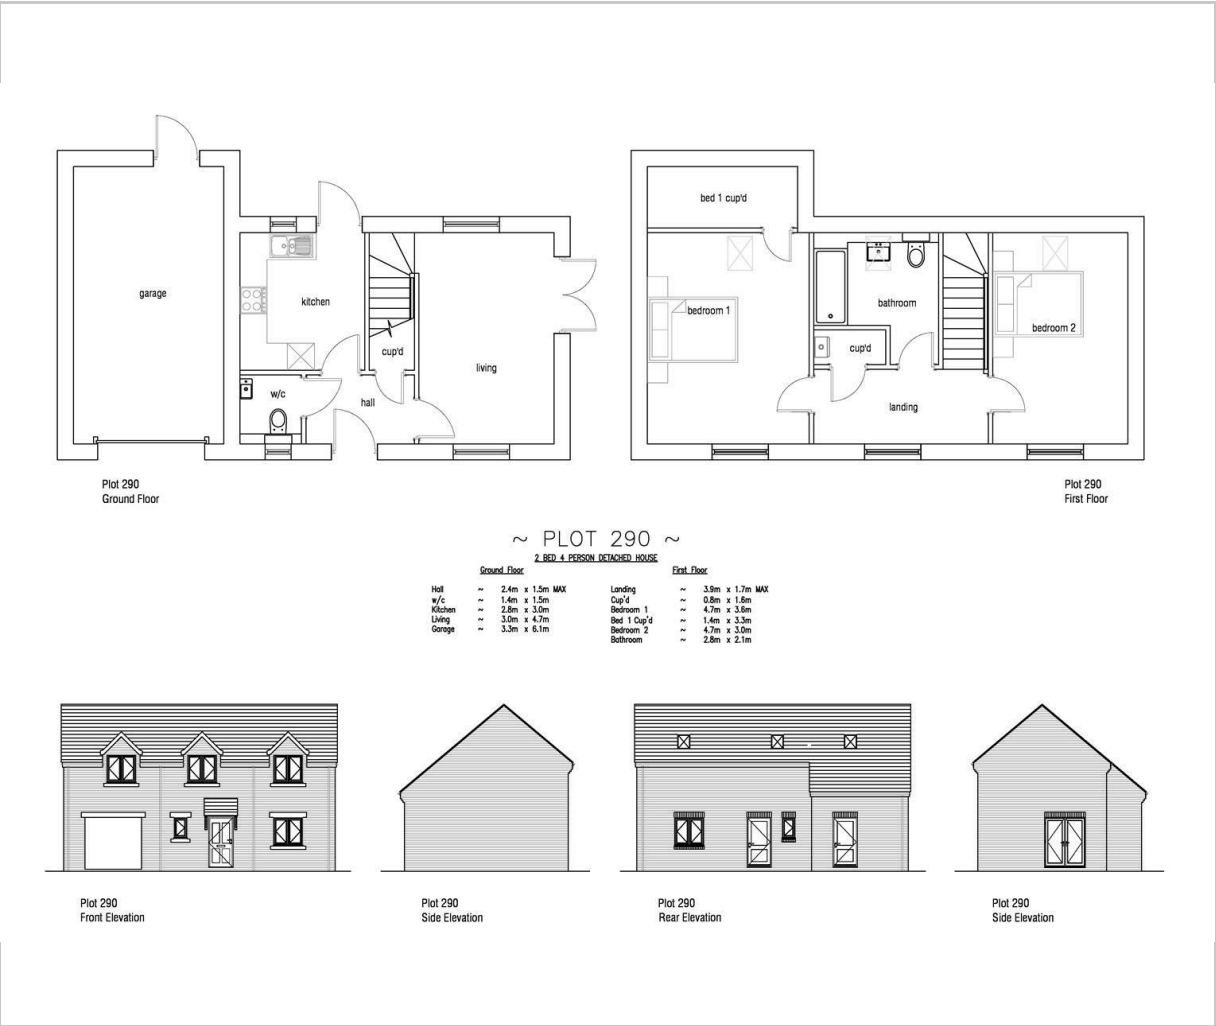 garage
kitchen
cup'd
living
w/c
hall
bed 1 cup'd
bedroom 1
bathroom
bedroom 2
cup'd
landing
Plot 290
Ground Floor
Plot 290
First Floor
~ PLOT 290 ~
2 BED 4 PERSON DETACHED HOUSE
Ground Floor
Hall ~ 2.4m x 1.5m MAX
w/c ~ 1.4m x 1.5m
Kitchen ~ 2.8m x 3.0m
Living ~ 3.0m x 4.7m
Garage ~ 3.3m x 6.1m
First Floor
Landing ~ 3.9m x 1.7m MAX
Cup'd ~ 0.8m x 1.6m
Bedroom 1 ~ 4.7m x 3.6m
Bed 1 Cup'd ~ 1.4m x 3.3m
Bedroom 2 ~ 4.7m x 3.0m
Bathroom ~ 2.8m x 2.1m
Plot 290
Front Elevation
Plot 290
Side Elevation
Plot 290
Rear Elevation
Plot 290
Side Elevation